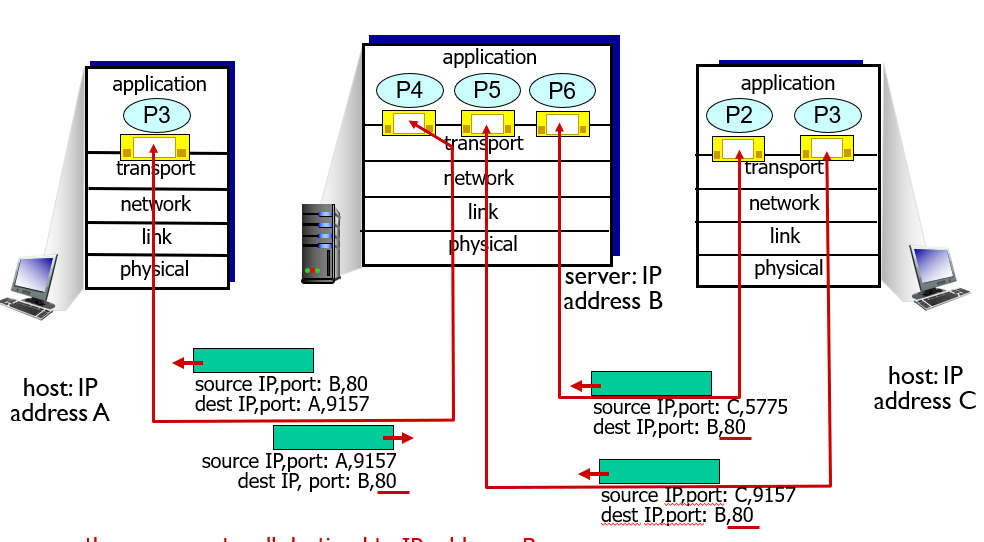 application
P3
transport
network
link
physical
host: IP
address A
application
P4
P5
P6
transport
network
link
physical
server: IP
address B
application
P2
P3
transport
network
link
physical
host: IP
address C
source IP,port: B,80
dest IP,port: A,9157
source IP,port: A,9157
dest IP, port: B,80
source IP,port: C,5775
dest IP,port: B,80
source IP,port: C,9157
dest IP,port: B,80